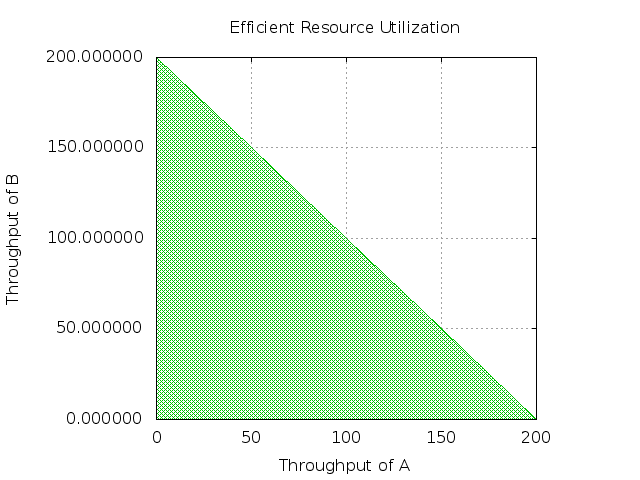 Efficient Resource Utilization
200.000000
150.000000
100.000000
50.000000
0.000000
Throughput of B
0 50 100 150 200
Throughput of A